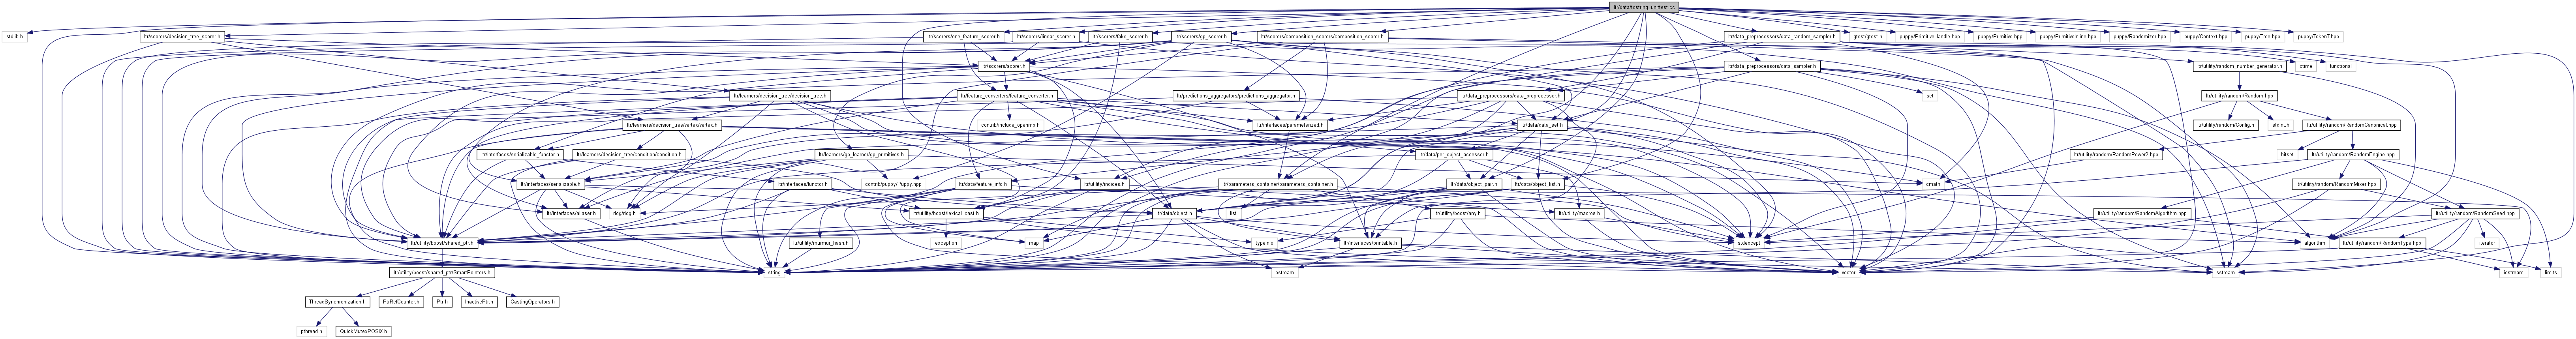 ltr/data/tostring_unittest.cc
stdlib.h
ltr/scorers/decision_tree_scorer.h
ltr/scorers/one_feature_scorer.h
ltr/scorers/linear_scorer.h
ltr/scorers/fake_scorer.h
ltr/scorers/gp_scorer.h
ltr/scorers/composition_scorers/composition_scorer.h
ltr/data_preprocessors/data_random_sampler.h
gtest/gtest.h
puppy/PrimitiveHandle.hpp
puppy/Primitive.hpp
puppy/PrimitiveInline.hpp
puppy/Randomizer.hpp
puppy/Context.hpp
puppy/Tree.hpp
puppy/TokenT.hpp
ltr/scorers/scorer.h
ltr/data_preprocessors/data_sampler.h
ltr/utility/random_number_generator.h
ctime
functional
ltr/learners/decision_tree/decision_tree.h
ltr/feature_converters/feature_converter.h
ltr/predictions_aggregators/predictions_aggregator.h
ltr/data_preprocessors/data_preprocessor.h
set
ltr/utility/random/Random.hpp
ltr/learners/decision_tree/vertex/vertex.h
contrib/include_openmp.h
ltr/interfaces/parameterized.h
ltr/data/data_set.h
ltr/utility/random/Config.h
stdint.h
ltr/utility/random/RandomCanonical.hpp
ltr/interfaces/serializable_functor.h
ltr/learners/decision_tree/condition/condition.h
ltr/learners/gp_learner/gp_primitives.h
ltr/data/per_object_accessor.h
ltr/utility/random/RandomPower2.hpp
bitset
ltr/utility/random/RandomEngine.hpp
ltr/interfaces/serializable.h
ltr/interfaces/functor.h
contrib/puppy/Puppy.hpp
ltr/data/feature_info.h
ltr/utility/indices.h
ltr/parameters_container/parameters_container.h
ltr/data/object_pair.h
ltr/data/object_list.h
cmath
ltr/utility/random/RandomMixer.hpp
ltr/interfaces/aliaser.h
rlog/rlog.h
ltr/utility/boost/lexical_cast.h
ltr/data/object.h
list
ltr/utility/boost/any.h
ltr/utility/macros.h
ltr/utility/random/RandomAlgorithm.hpp
ltr/utility/random/RandomSeed.hpp
ltr/utility/boost/shared_ptr.h
ltr/utility/murmur_hash.h
exception
map
typeinfo
ltr/interfaces/printable.h
stdexcept
algorithm
ltr/utility/random/RandomType.hpp
iterator
ltr/utility/boost/shared_ptr/SmartPointers.h
string
ostream
vector
sstream
iostream
limits
ThreadSynchronization.h
PtrRefCounter.h
Ptr.h
InactivePtr.h
CastingOperators.h
pthread.h
QuickMutexPOSIX.h